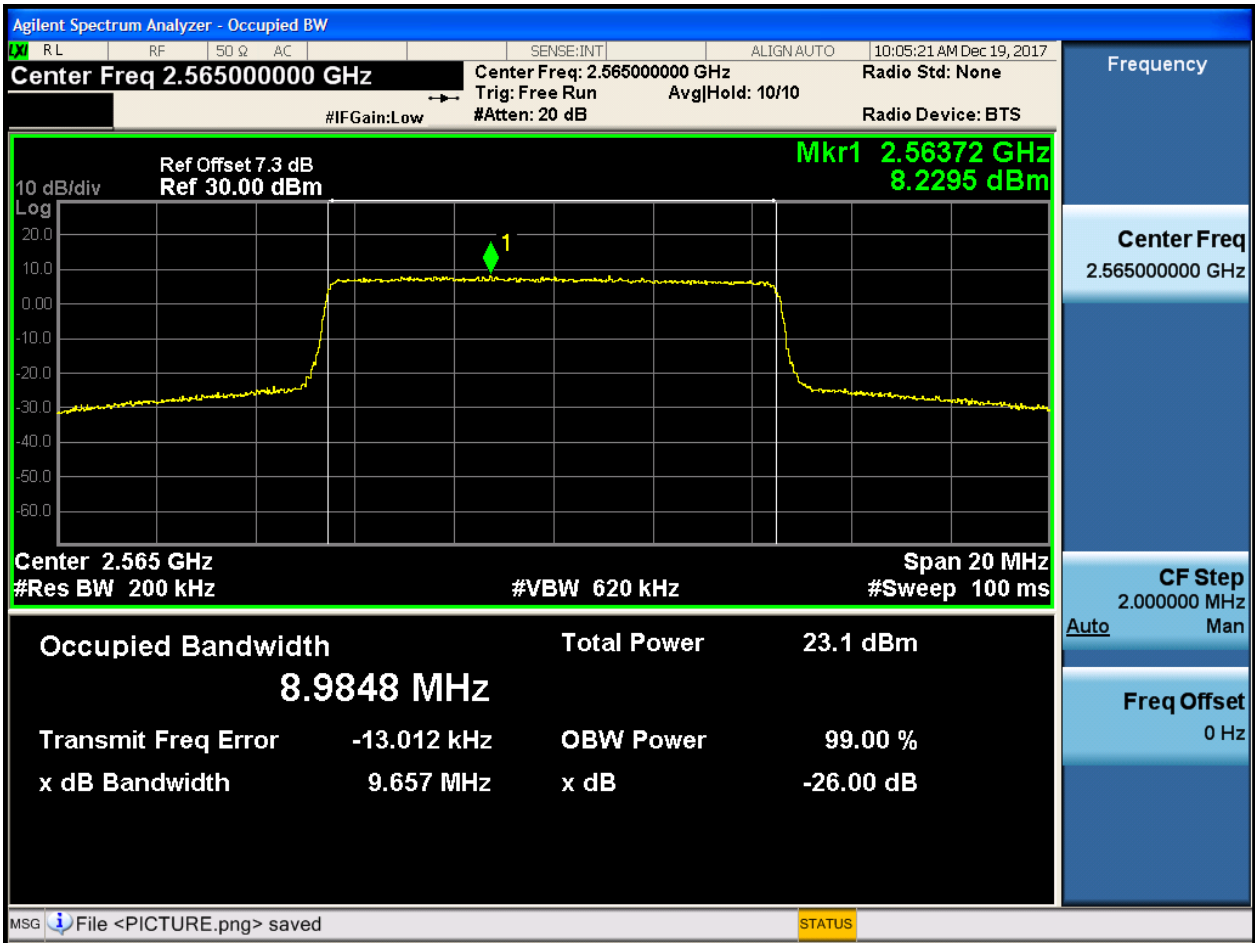 Agilent Spectrum Analyzer - Occupied BW
LXI RL RF 50 Ω AC SENSE:INT ALIGN AUTO 10:05:21 AM Dec 19, 2017
Center Freq 2.565000000 GHz
Center Freq: 2.565000000 GHz Radio Std: None
Trig: Free Run Avg|Hold: 10/10
#IFGain:Low #Atten: 20 dB Radio Device: BTS
Mkr1 2.56372 GHz
8.2295 dBm
Ref Offset 7.3 dB
10 dB/div Ref 30.00 dBm
Log
20.0
10.0
0.00
-10.0
-20.0
-30.0
-40.0
-50.0
-60.0
1
Center 2.565 GHz Span 20 MHz
#Res BW 200 kHz #VBW 620 kHz #Sweep 100 ms
Occupied Bandwidth Total Power 23.1 dBm
8.9848 MHz
Transmit Freq Error -13.012 kHz OBW Power 99.00 %
x dB Bandwidth 9.657 MHz x dB -26.00 dB
Frequency
Center Freq
2.565000000 GHz
CF Step
2.000000 MHz
Auto Man
Freq Offset
0 Hz
MSG File <PICTURE.png> saved STATUS